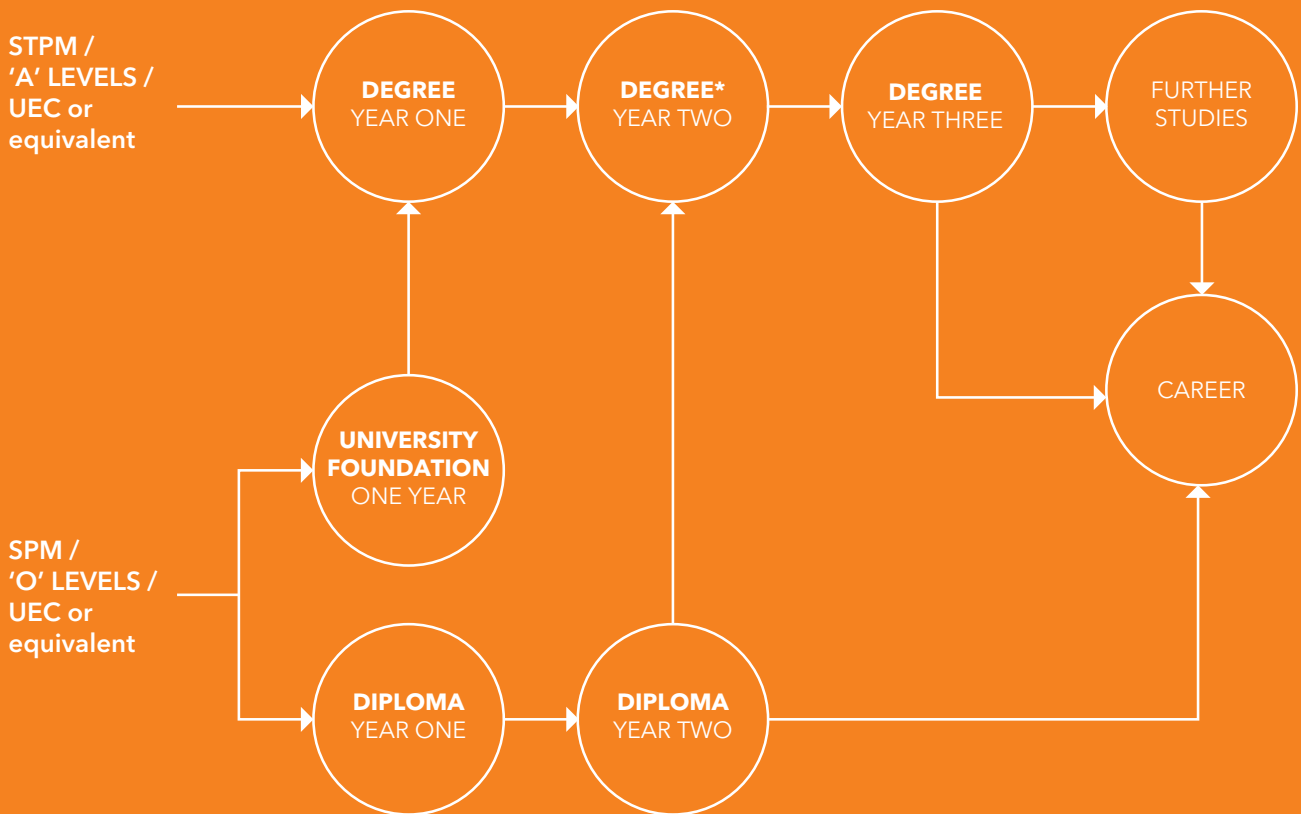 STPM /
‘A’ LEVELS /
UEC or
equivalent
DEGREE
YEAR ONE
DEGREE*
YEAR TWO
DEGREE
YEAR THREE
FURTHER
STUDIES
CAREER
UNIVERSITY
FOUNDATION
ONE YEAR
SPM /
‘O’ LEVELS /
UEC or
equivalent
DIPLOMA
YEAR ONE
DIPLOMA
YEAR TWO